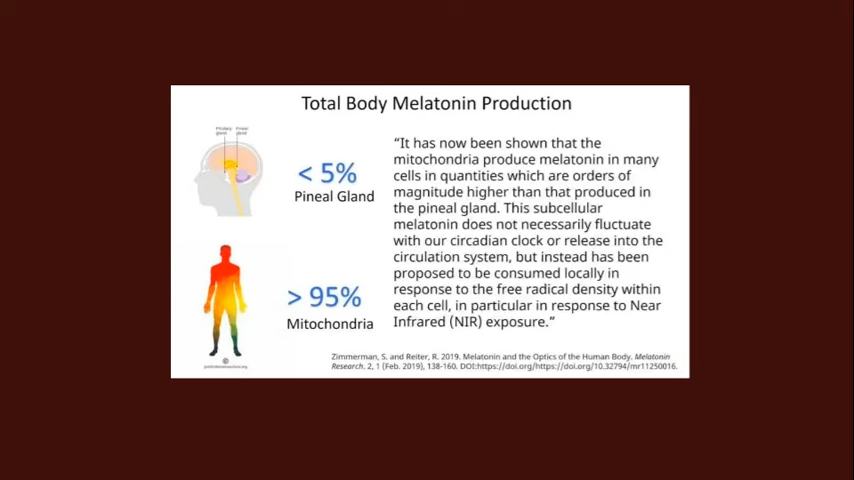 Total Body Melatonin Production
Pituitary gland
Pineal gland
< 5%
Pineal Gland
> 95%
Mitochondria
“It has now been shown that the
mitochondria produce melatonin in many
cells in quantities which are orders of
magnitude higher than that produced in
the pineal gland. This subcellular
melatonin does not necessarily fluctuate
with our circadian clock or release into the
circulation system, but instead has been
proposed to be consumed locally in
response to the free radical density within
each cell, in particular in response to Near
Infrared (NIR) exposure.”
Zimmerman, S. and Reiter, R. 2019. Melatonin and the Optics of the Human Body. Melatonin
Research. 2, 1 (Feb. 2019), 138-160. DOI:https://doi.org/https://doi.org/10.32794/mr11250016.